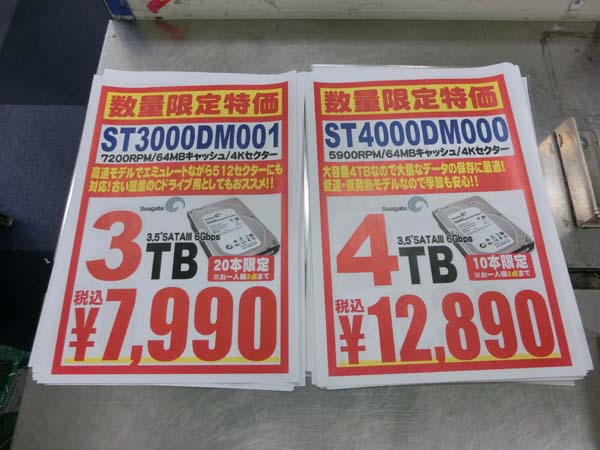 数量限定特価
ST3000DM001
7200RPM/64MBキャッシュ/4Kセクター
高速モデルでエミュレートながら512セクターにも
対応!古い環境のCドライブ用としてもおススメ!!
Seagate
3.5"SATAIII 6Gbps
3TB
20本限定
※お一人様2点まで
税込
¥7,990
数量限定特価
ST4000DM000
5900RPM/64MBキャッシュ/4Kセクター
大容量4TBなので大量なデータの保存に最適!
低速・低発熱モデルなので季節も安心!!
Seagate
3.5"SATAIII 6Gbps
4TB
10本限定
※お一人様2点まで
税込
¥12,890